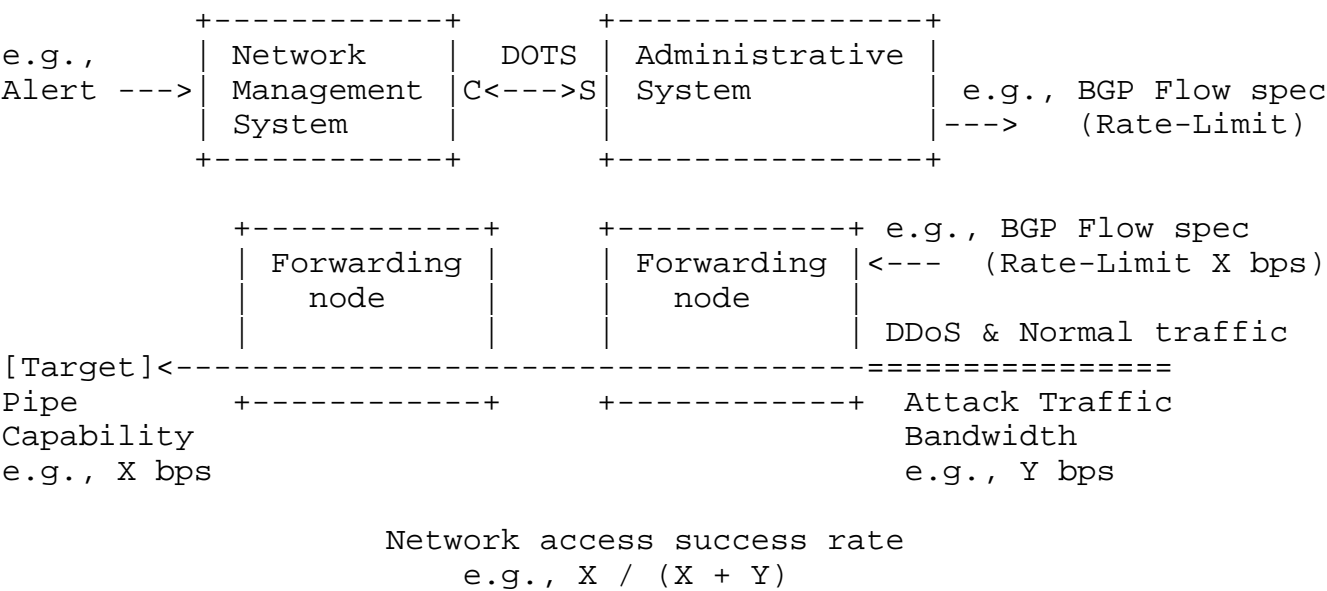 +------------+        +----------------+
e.g.,       | Network    |  DOTS  | Administrative |
Alert --->  | Management |C<--->S| System         | e.g., BGP Flow spec
            | System     |        |                |--->   (Rate-Limit)
            +------------+        +----------------+
            +------------+      +------------+ e.g., BGP Flow spec
            | Forwarding |      | Forwarding |<---  (Rate-Limit X bps)
            |   node     |      |   node     |
            |            |      |            | DDoS & Normal traffic
[Target]<------------------------------------================
Pipe        +------------+      +------------+  Attack Traffic
Capability                                      Bandwidth
e.g., X bps                                     e.g., Y bps
Network access success rate
e.g., X / (X + Y)